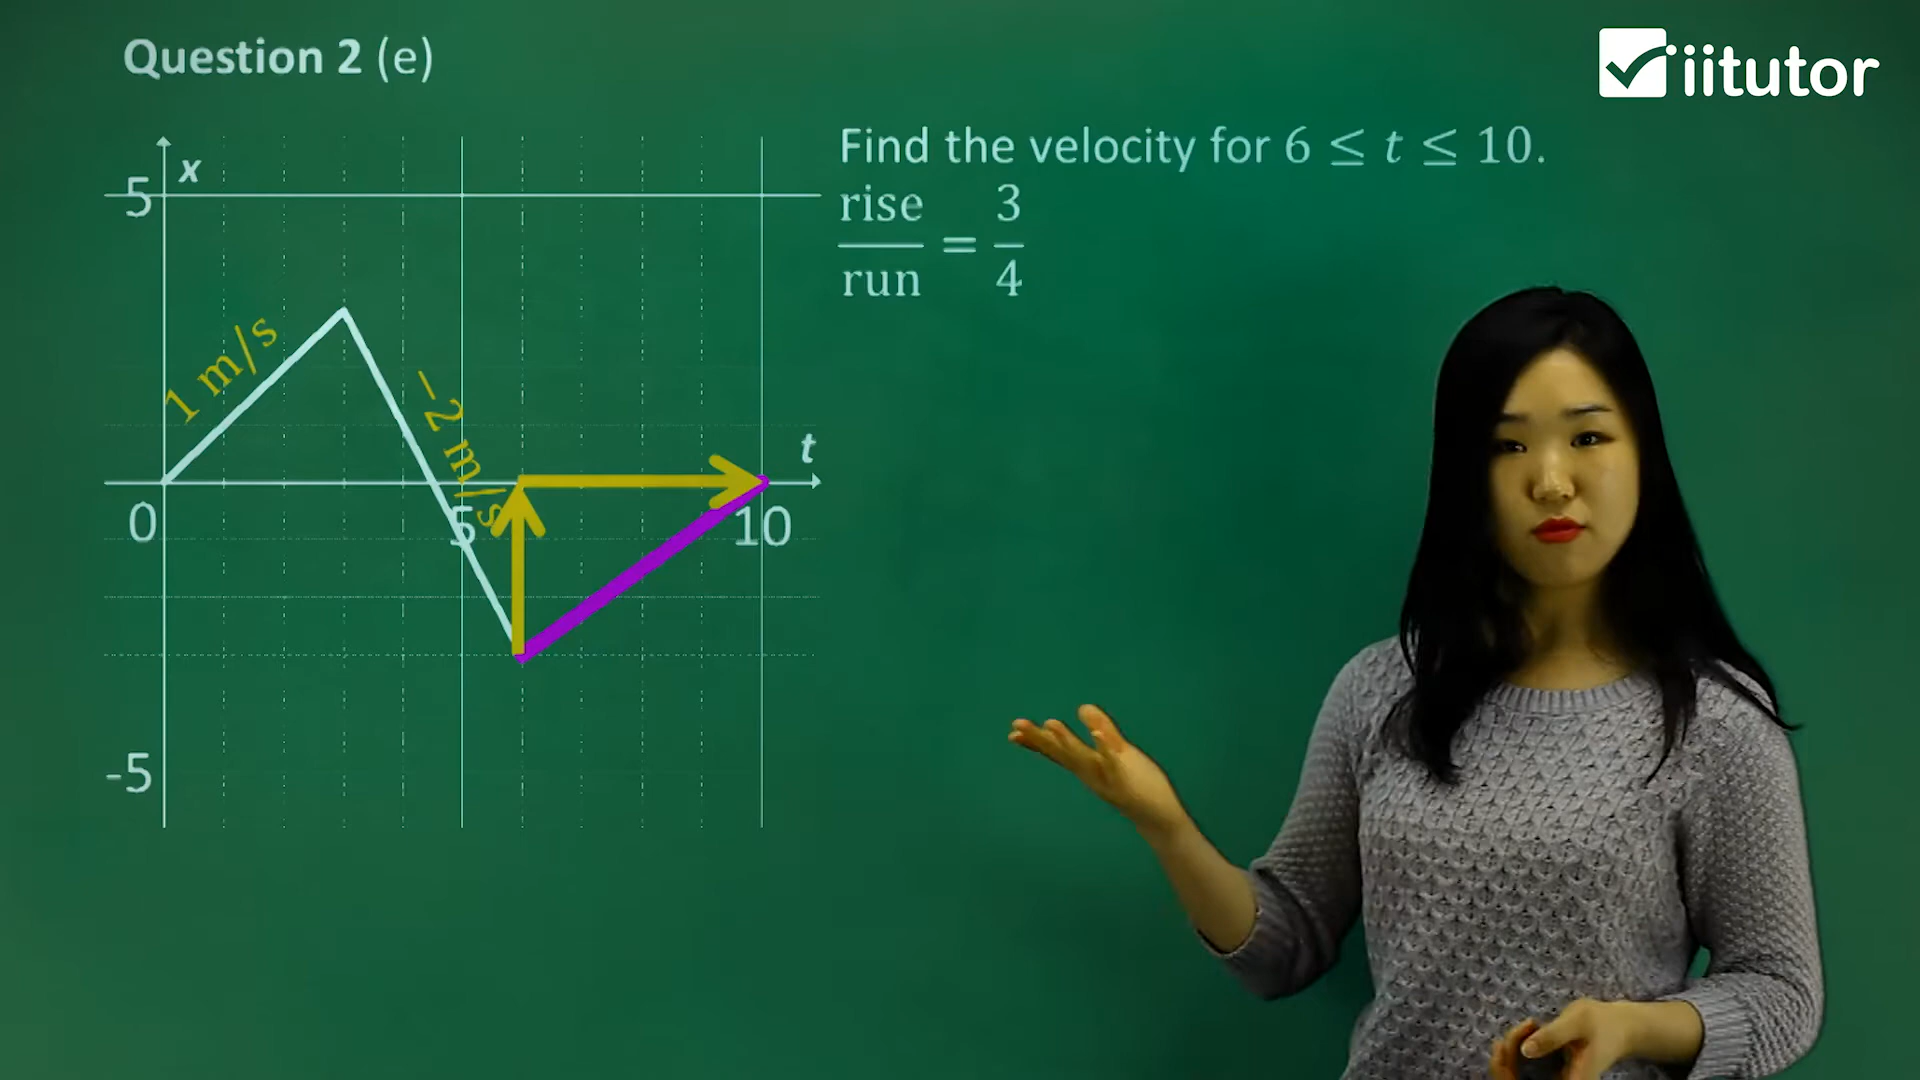 Question 2 (e)
iitutor
Find the velocity for 6 ≤ t ≤ 10.
rise
run
=
3
4
x
5
1 m/s
−2 m/s
t
0
5
10
-5